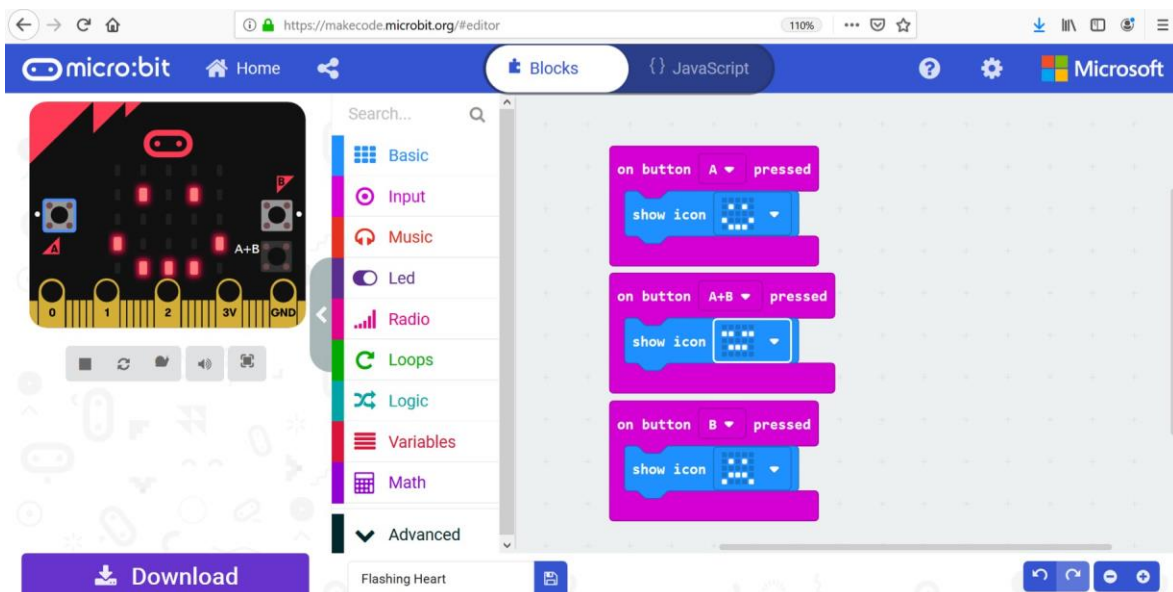 https://makecode.microbit.org/#editor
110%
micro:bit
Home
Blocks
{} JavaScript
?
Microsoft
Search...
Basic
Input
Music
Led
Radio
Loops
Logic
Variables
Math
Advanced
B
A
A+B
0 1 2 3V GND
on button A pressed
show icon
on button A+B pressed
show icon
on button B pressed
show icon
Download
Flashing Heart